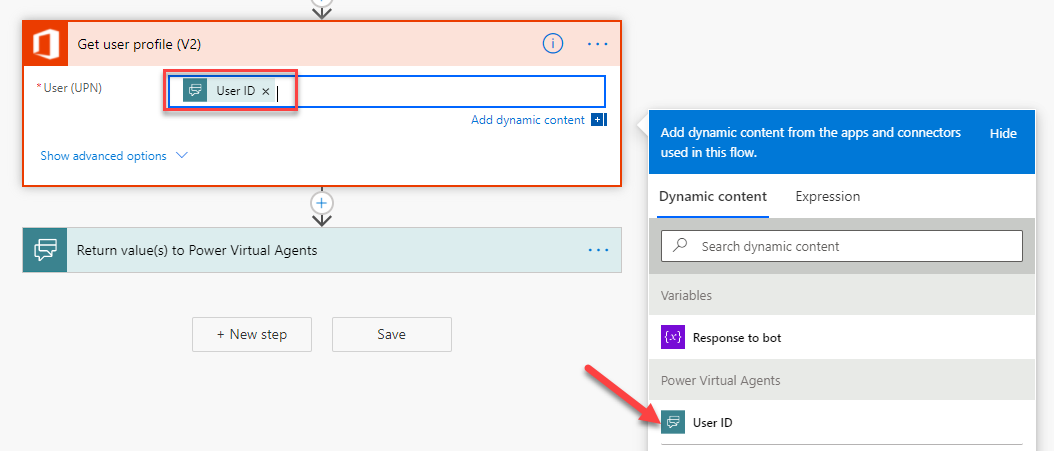 Get user profile (V2)
* User (UPN)
User ID ×
Add dynamic content
Show advanced options
Return value(s) to Power Virtual Agents
+ New step
Save
Add dynamic content from the apps and connectors
used in this flow.
Hide
Dynamic content
Expression
Search dynamic content
Variables
{x}
Response to bot
Power Virtual Agents
User ID